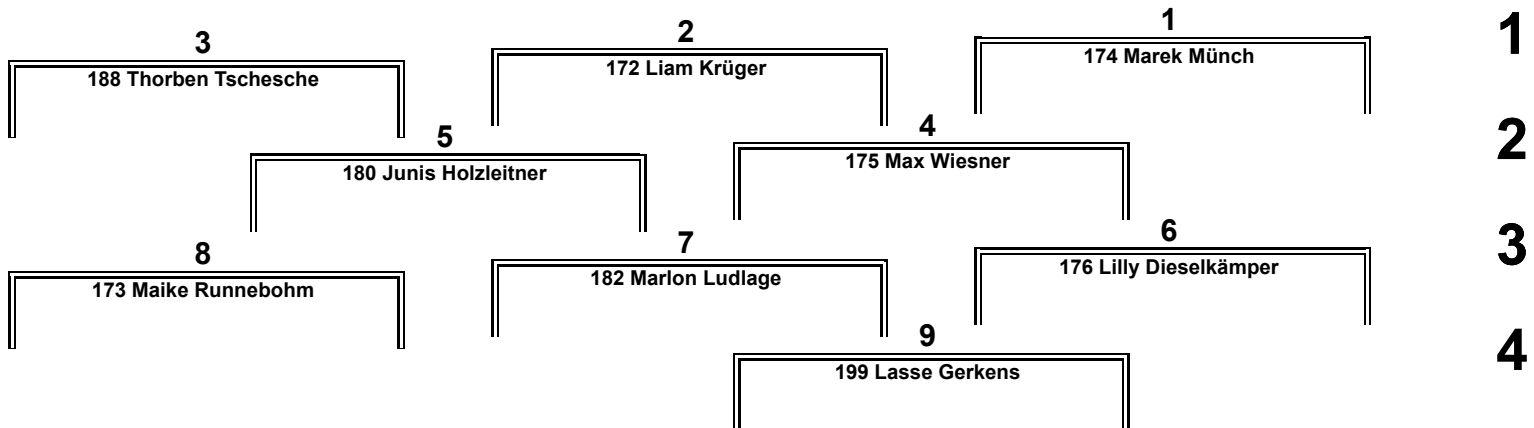 3 2 1 1
188 Thorben Tschesche 172 Liam Krüger 174 Marek Münch
5 4 2
180 Junis Holzleitner 175 Max Wiesner
8 7 6 3
173 Maike Runnebohm 182 Marlon Ludlage 176 Lilly Dieselkämper
9 4
199 Lasse Gerkens